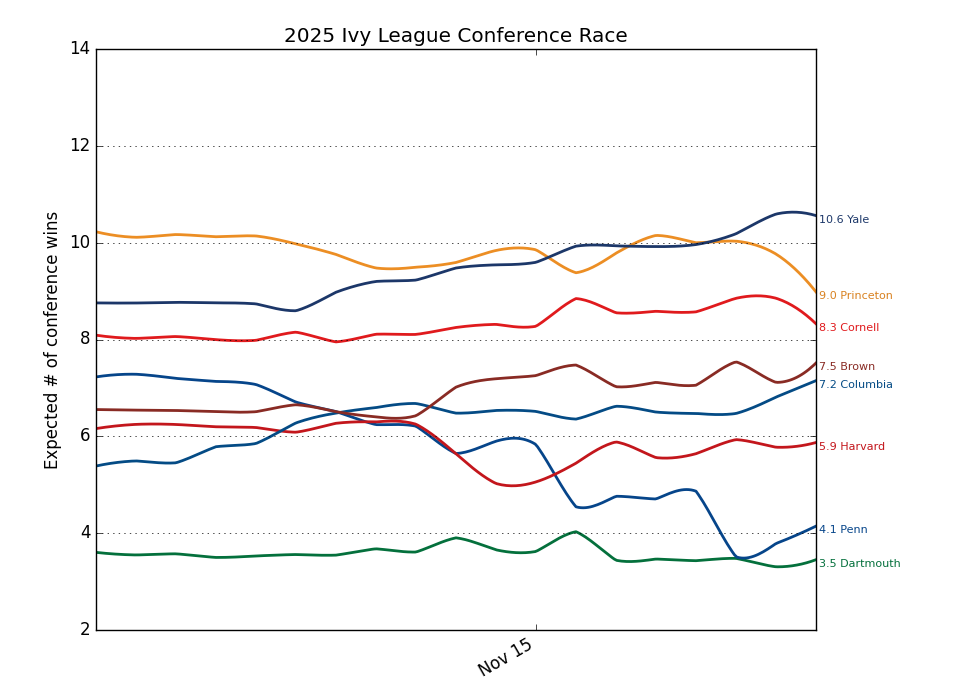 2025 Ivy League Conference Race
Expected # of conference wins
14
12
10
8
6
4
2
10.6 Yale
9.0 Princeton
8.3 Cornell
7.5 Brown
7.2 Columbia
5.9 Harvard
4.1 Penn
3.5 Dartmouth
Nov 15